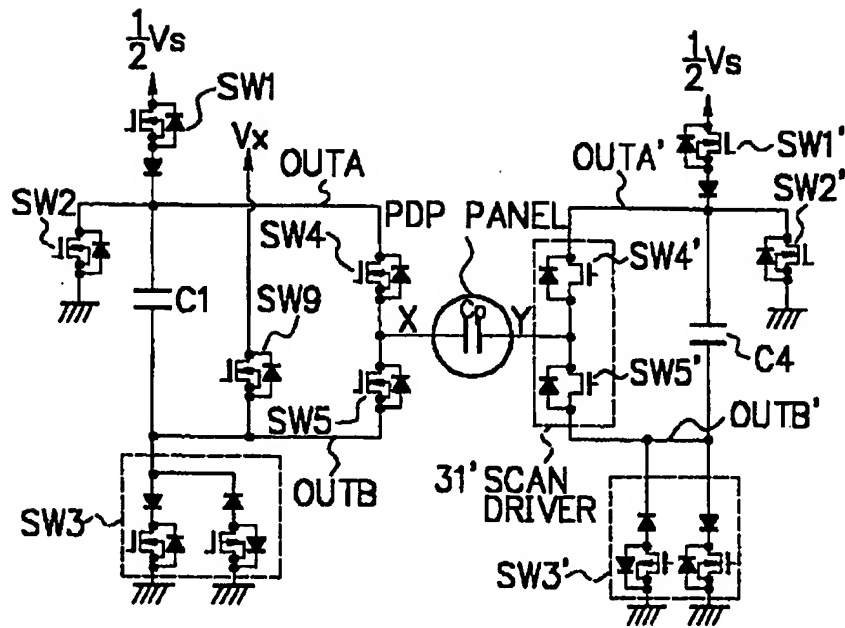 ½Vs
SW1
Vx
OUTA
SW2
C1
SW4
SW9
SW5
OUTB
SW3
PDP PANEL
X
Cp
Y
½Vs
OUTA'
SW1'
SW2'
SW4'
SW5'
C4
OUTB'
31' SCAN
DRIVER
SW3'